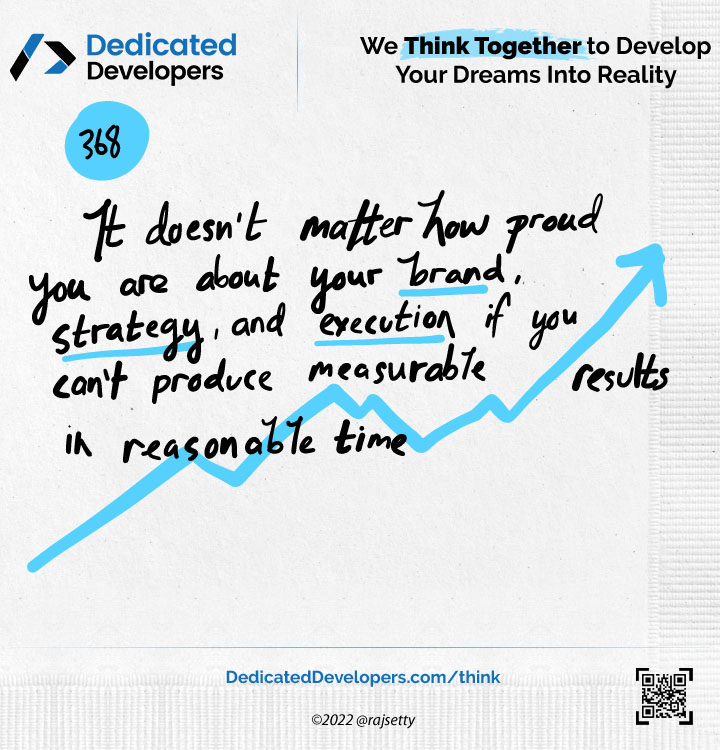 Dedicated
Developers
We Think Together to Develop
Your Dreams Into Reality
368
It doesn't matter how proud
you are about your brand,
strategy, and execution if you
can't produce measurable results
in reasonable time
DedicatedDevelopers.com/think
©2022 @rajsetty